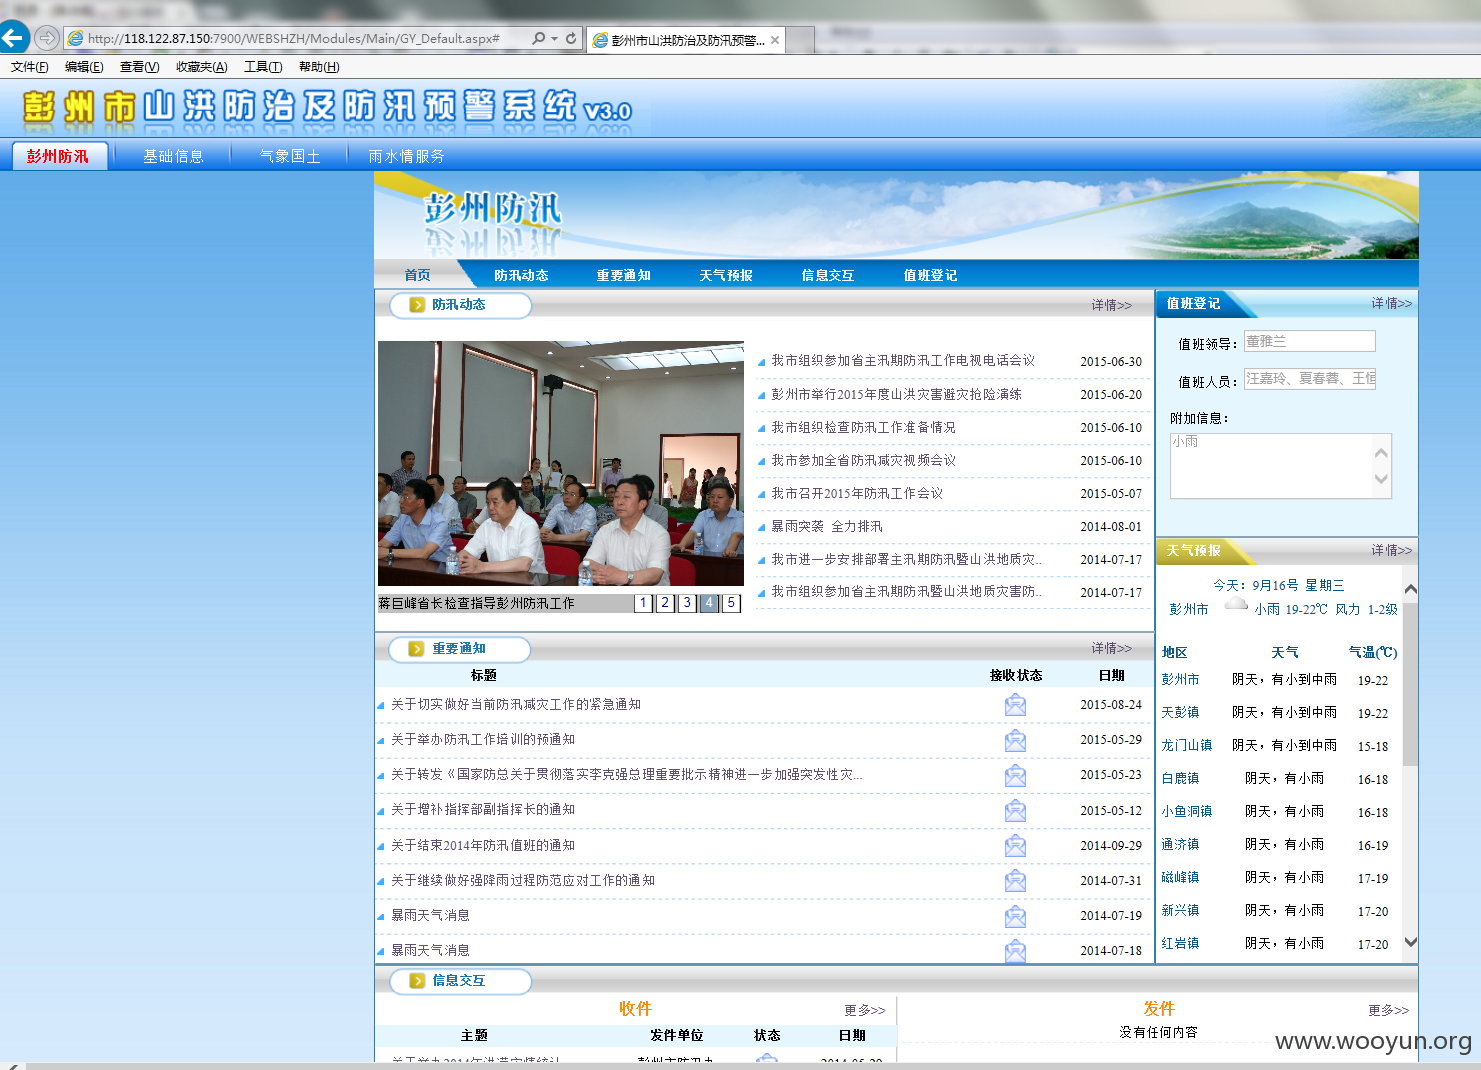 http://118.122.87.150:7900/WEBSHZH/Modules/Main/GY_Default.aspx#
彭州市山洪防治及防汛预警... ×
文件(F) 编辑(E) 查看(V) 收藏夹(A) 工具(T) 帮助(H)
彭州市山洪防治及防汛预警系统 V3.0
彭州防汛 基础信息 气象国土 雨水情服务
彭州防汛
首页 防汛动态 重要通知 天气预报 信息交互 值班登记
防汛动态 详情>>
我市组织参加省主汛期防汛工作电视电话会议 2015-06-30
彭州市举行2015年度山洪灾害避灾抢险演练 2015-06-20
我市组织检查防汛工作准备情况 2015-06-10
我市参加全省防汛减灾视频会议 2015-06-10
我市召开2015年防汛工作会议 2015-05-07
暴雨突袭 全力排汛 2014-08-01
我市进一步安排部署主汛期防汛暨山洪地质灾.. 2014-07-17
我市组织参加省主汛期防汛暨山洪地质灾害防.. 2014-07-17
蒋巨峰省长检查指导彭州防汛工作 1 2 3 4 5
值班登记 详情>>
值班领导： 董雅兰
值班人员： 汪嘉玲、夏春蓉、王恒
附加信息：
小雨
天气预报 详情>>
今天：9月16号 星期三
彭州市 小雨 19-22℃ 风力 1-2级
地区 天气 气温(℃)
彭州市 阴天，有小到中雨 19-22
天彭镇 阴天，有小到中雨 19-22
龙门山镇 阴天，有小到中雨 15-18
白鹿镇 阴天，有小雨 16-18
小鱼洞镇 阴天，有小雨 16-18
通济镇 阴天，有小雨 16-19
磁峰镇 阴天，有小雨 17-19
新兴镇 阴天，有小雨 17-20
红岩镇 阴天，有小雨 17-20
重要通知 详情>>
标题 接收状态 日期
关于切实做好当前防汛减灾工作的紧急通知 2015-08-24
关于举办防汛工作培训的预通知 2015-05-29
关于转发《国家防总关于贯彻落实李克强总理重要批示精神进一步加强突发性灾... 2015-05-23
关于增补指挥部副指挥长的通知 2015-05-12
关于结束2014年防汛值班的通知 2014-09-29
关于继续做好强降雨过程防范应对工作的通知 2014-07-31
暴雨天气消息 2014-07-19
暴雨天气消息 2014-07-18
信息交互
收件 更多>>
主题 发件单位 状态 日期
发件 更多>>
没有任何内容
www.wooyun.org